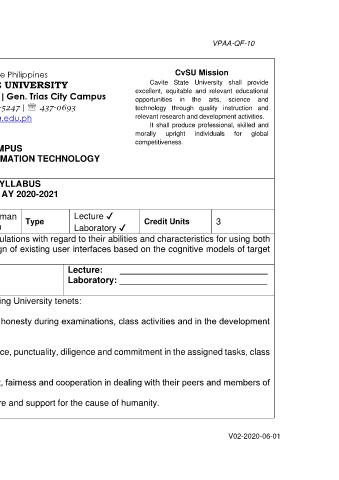 VPAA-QF-10
e Philippines
UNIVERSITY
| Gen. Trias City Campus
-5247 | ☏ 437-0693
a.edu.ph
CvSU Mission
Cavite State University shall provide
excellent, equitable and relevant educational
opportunities in the arts, science and
technology through quality instruction and
relevant research and development activities.
It shall produce professional, skilled and
morally upright individuals for global
competitiveness.
MPUS
MATION TECHNOLOGY
YLLABUS
AY 2020-2021
man
Type
Lecture ✓
Laboratory ✓
Credit Units
3
ulations with regard to their abilities and characteristics for using both
gn of existing user interfaces based on the cognitive models of target
Lecture:
Laboratory:
ing University tenets:
honesty during examinations, class activities and in the development
ce, punctuality, diligence and commitment in the assigned tasks, class
, fairness and cooperation in dealing with their peers and members of
re and support for the cause of humanity.
V02-2020-06-01